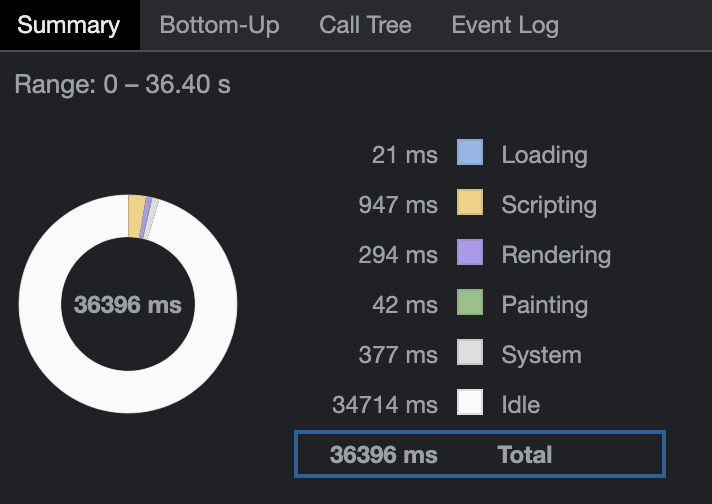 Summary Bottom-Up Call Tree Event Log
Range: 0 – 36.40 s
21 ms Loading
947 ms Scripting
294 ms Rendering
36396 ms
42 ms Painting
377 ms System
34714 ms Idle
36396 ms Total